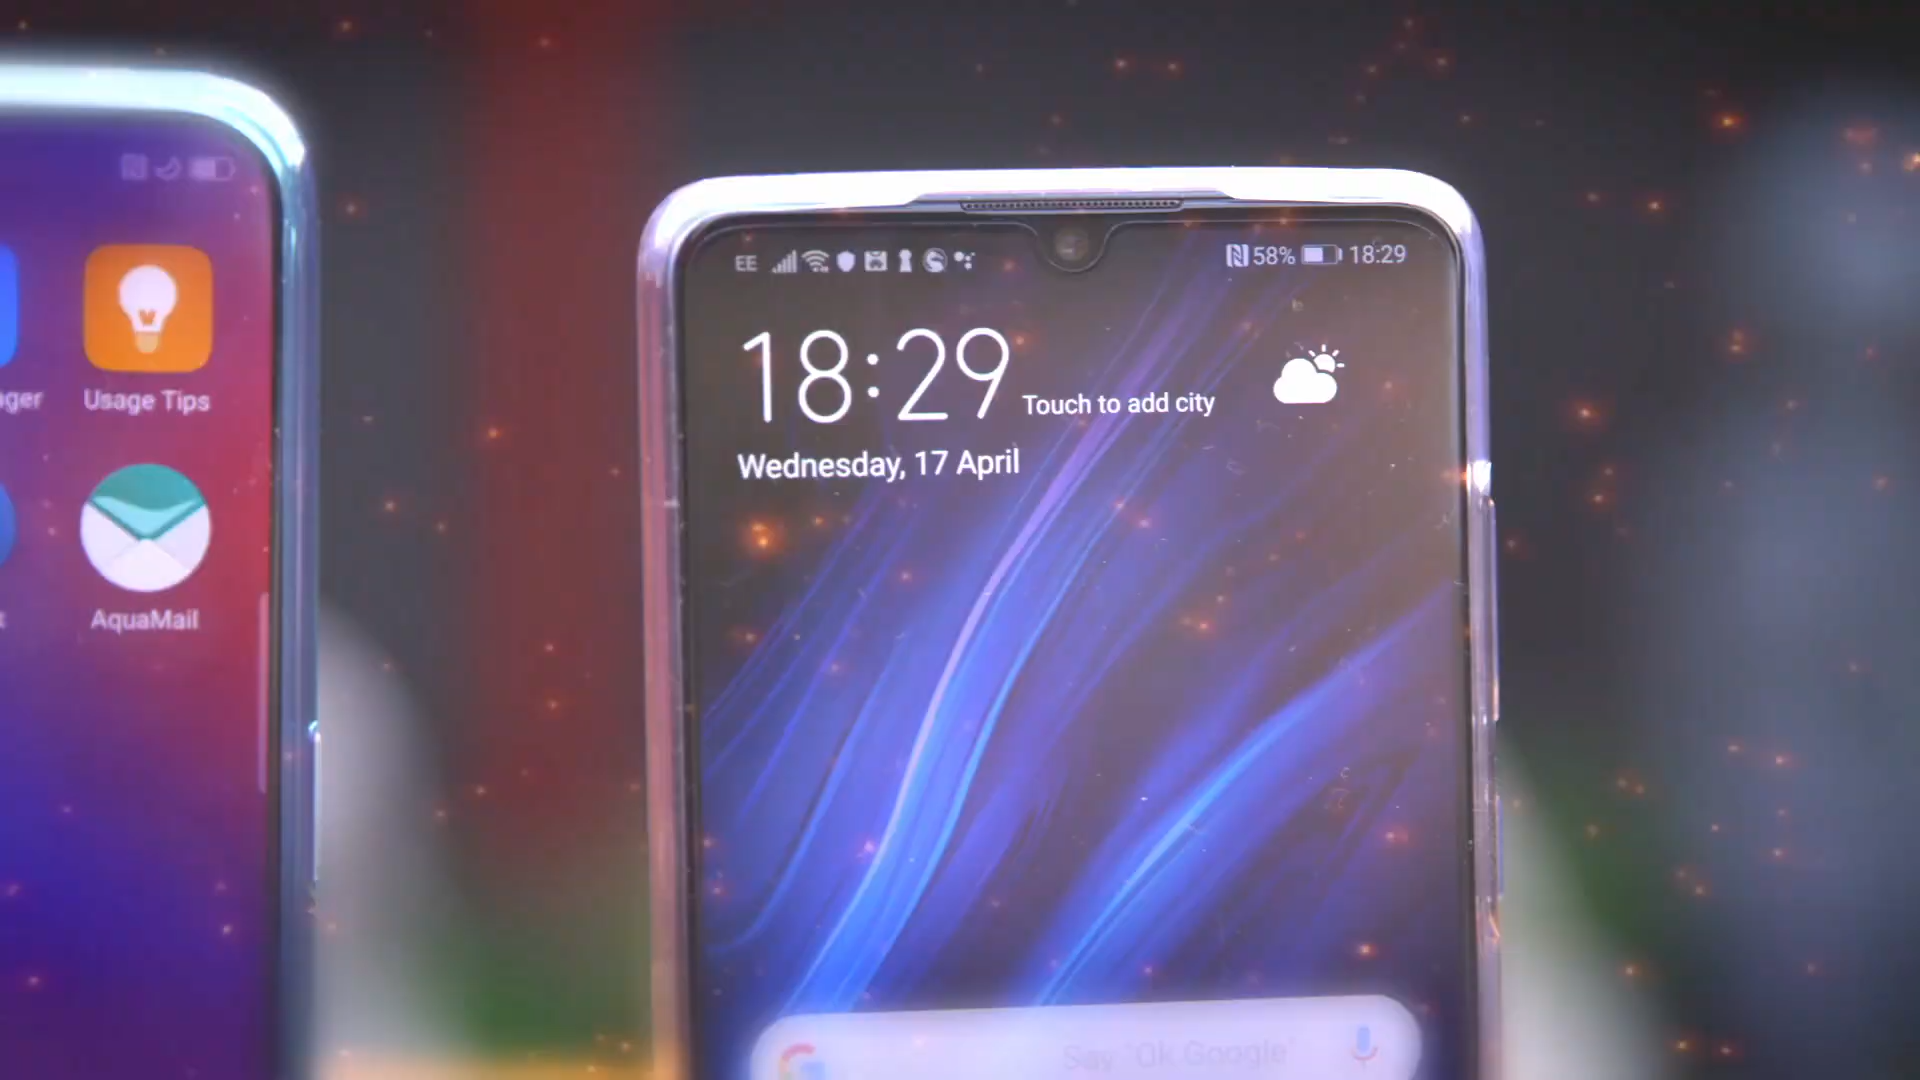 EE 58% 18:29
18:29 Touch to add city
Wednesday, 17 April
Say "Ok Google"
ger
Usage Tips
AquaMail